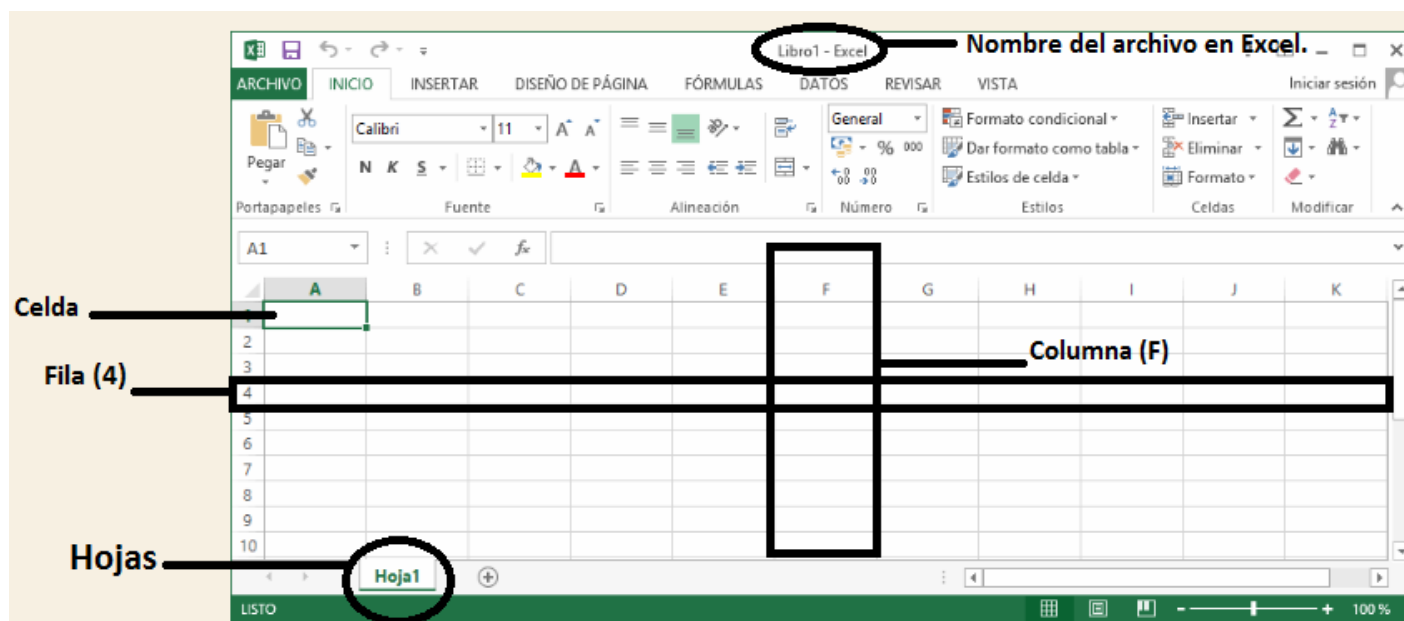 Libro1 - Excel
Nombre del archivo en Excel.
ARCHIVO INICIO INSERTAR DISEÑO DE PÁGINA FÓRMULAS DATOS REVISAR VISTA Iniciar sesión
Calibri 11 General Formato condicional Insertar
Pegar N K S A % 000 Dar formato como tabla Eliminar
Estilos de celda Formato
Portapapeles Fuente Alineación Número Estilos Celdas Modificar
A1 fx
A B C D E F G H I J K
Celda
1
2
3
Columna (F)
Fila (4)
4
5
6
7
8
9
10
Hojas
Hoja1
LISTO 100 %